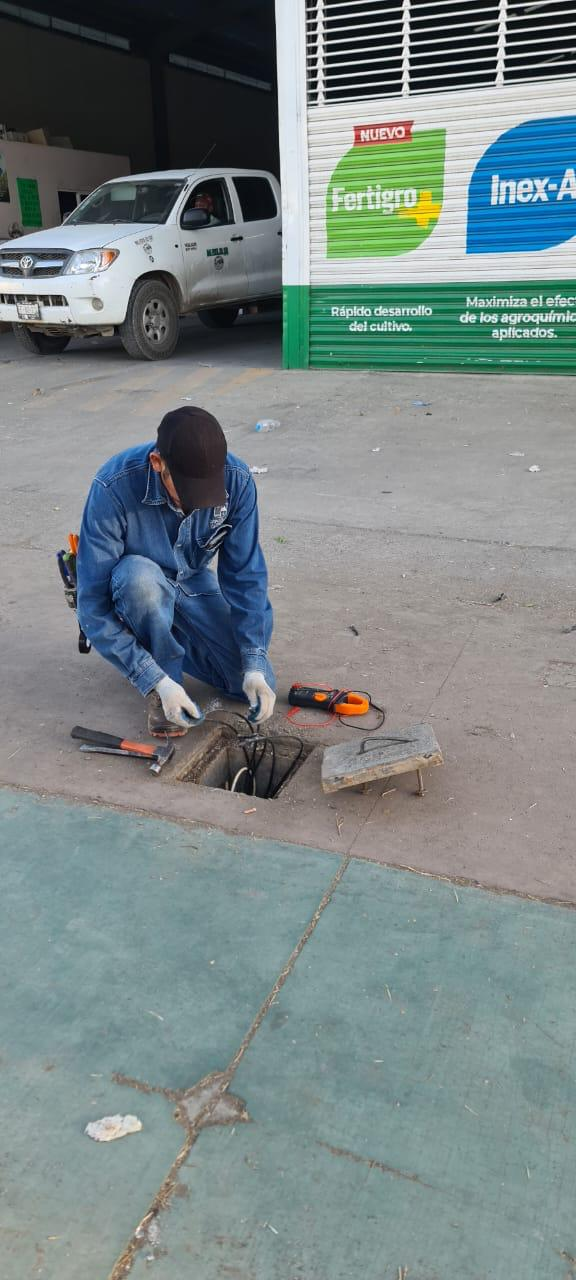 NUEVO
Fertigro
Inex-A
Rápido desarrollo
del cultivo.
Maximiza el efec
de los agroquímic
aplicados.